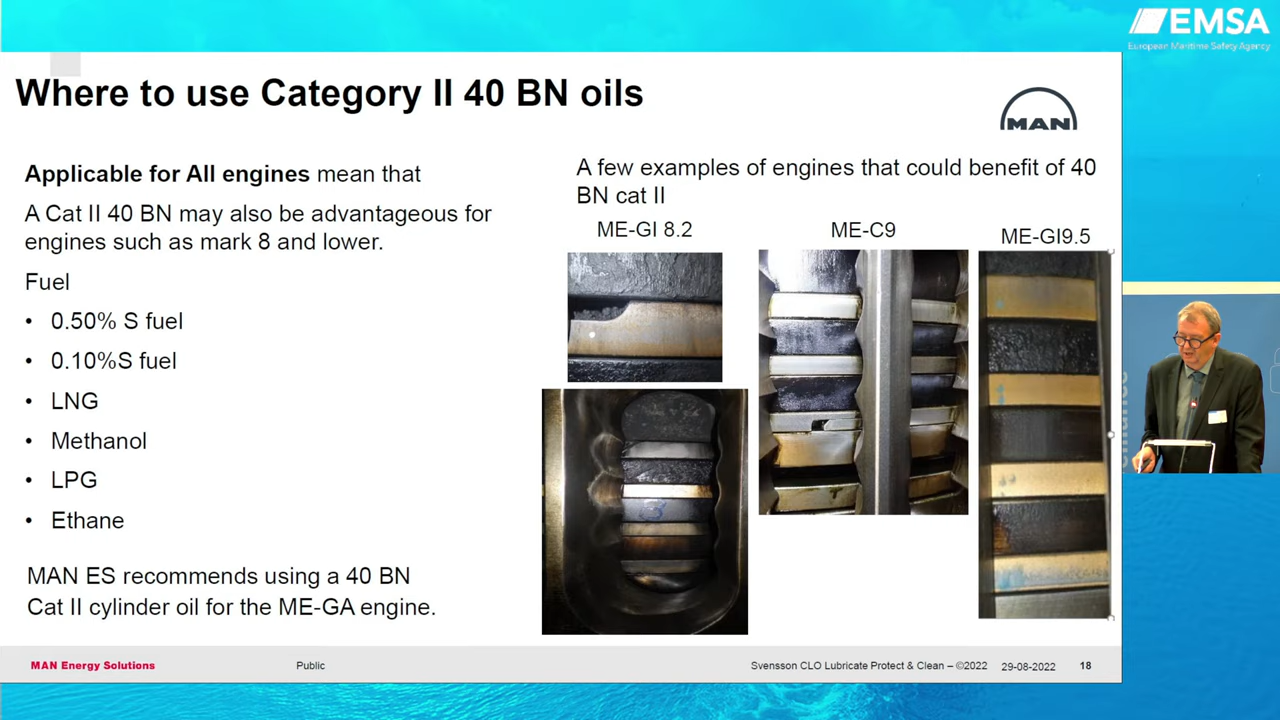 EMSA
European Maritime Safety Agency
Where to use Category II 40 BN oils
MAN
Applicable for All engines mean that
A Cat II 40 BN may also be advantageous for
engines such as mark 8 and lower.
Fuel
• 0.50% S fuel
• 0.10%S fuel
• LNG
• Methanol
• LPG
• Ethane
MAN ES recommends using a 40 BN
Cat II cylinder oil for the ME-GA engine.
A few examples of engines that could benefit of 40
BN cat II
ME-GI 8.2
ME-C9
ME-GI9.5
MAN Energy Solutions
Public
Svensson CLO Lubricate Protect & Clean – ©2022
29-08-2022
18